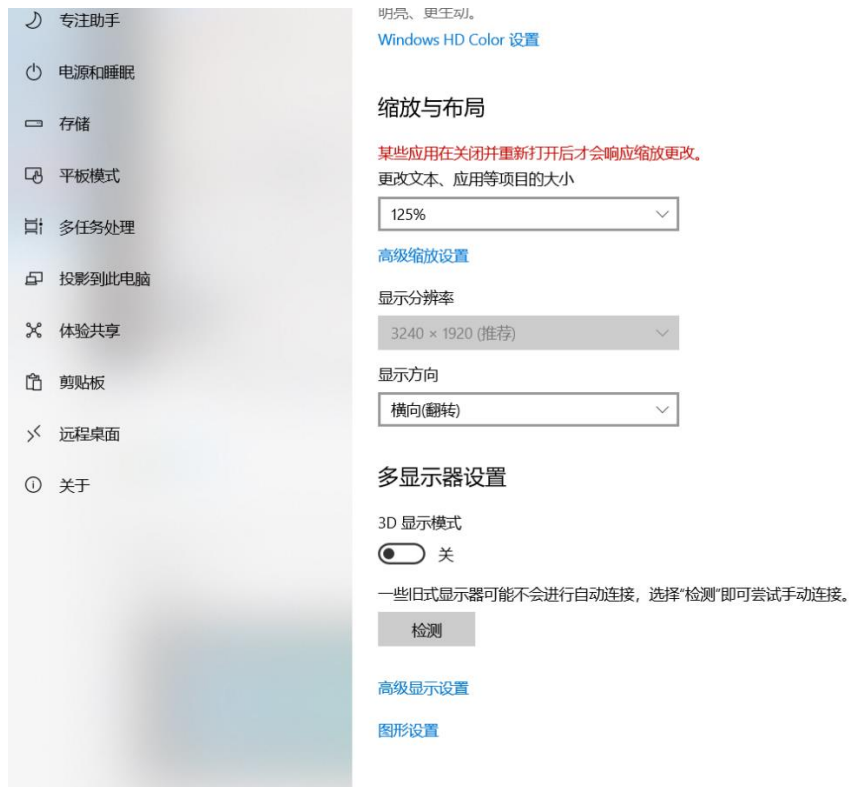 专注助手
电源和睡眠
存储
平板模式
多任务处理
投影到此电脑
体验共享
剪贴板
远程桌面
关于
明亮、更生动。
Windows HD Color 设置
缩放与布局
某些应用在关闭并重新打开后才会响应缩放更改。
更改文本、应用等项目的大小
125%
高级缩放设置
显示分辨率
3240 × 1920 (推荐)
显示方向
横向(翻转)
多显示器设置
3D 显示模式
关
一些旧式显示器可能不会进行自动连接，选择“检测”即可尝试手动连接。
检测
高级显示设置
图形设置